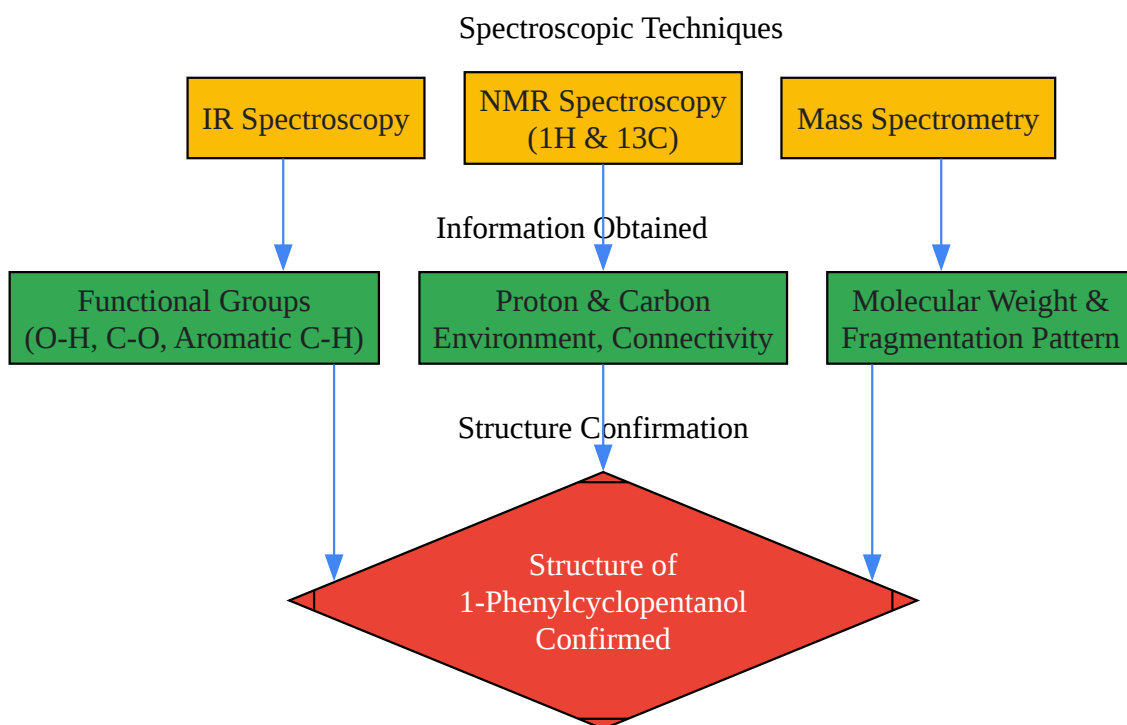 Spectroscopic Techniques
IR Spectroscopy
NMR Spectroscopy
(1H & 13C)
Mass Spectrometry
Information Obtained
Functional Groups
(O-H, C-O, Aromatic C-H)
Proton & Carbon
Environment, Connectivity
Molecular Weight &
Fragmentation Pattern
Structure Confirmation
Structure of
1-Phenylcyclopentanol
Confirmed